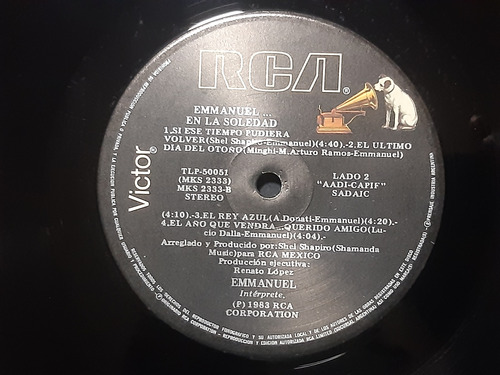 RCA
Victor
EMMANUEL...
EN LA SOLEDAD
1.SI ESE TIEMPO PUDIERA
VOLVER(Shel Shapiro-Emmanuel)(4:40).-2.EL ULTIMO
DIA DEL OTOÑO(Minghi-M.Arturo Ramos-Emmanuel)
TLP-50051
(MKS 2333)
MKS 2333-B
STEREO
LADO 2
"AADI-CAPIF"
SADAIC
(4:10).-3.EL REY AZUL(A.Donati-Emmanuel)(4:20).-
4.EL AÑO QUE VENDRA...QUERIDO AMIGO(Lu-
cio Dalla-Emmanuel)(4:04).-
Arreglado y Producido por:Shel Shapiro(Shamanda
Music)para RCA MEXICO
Producción ejecutiva:
Renato López
EMMANUEL
Intérprete.
(P) 1983 RCA
CORPORATION